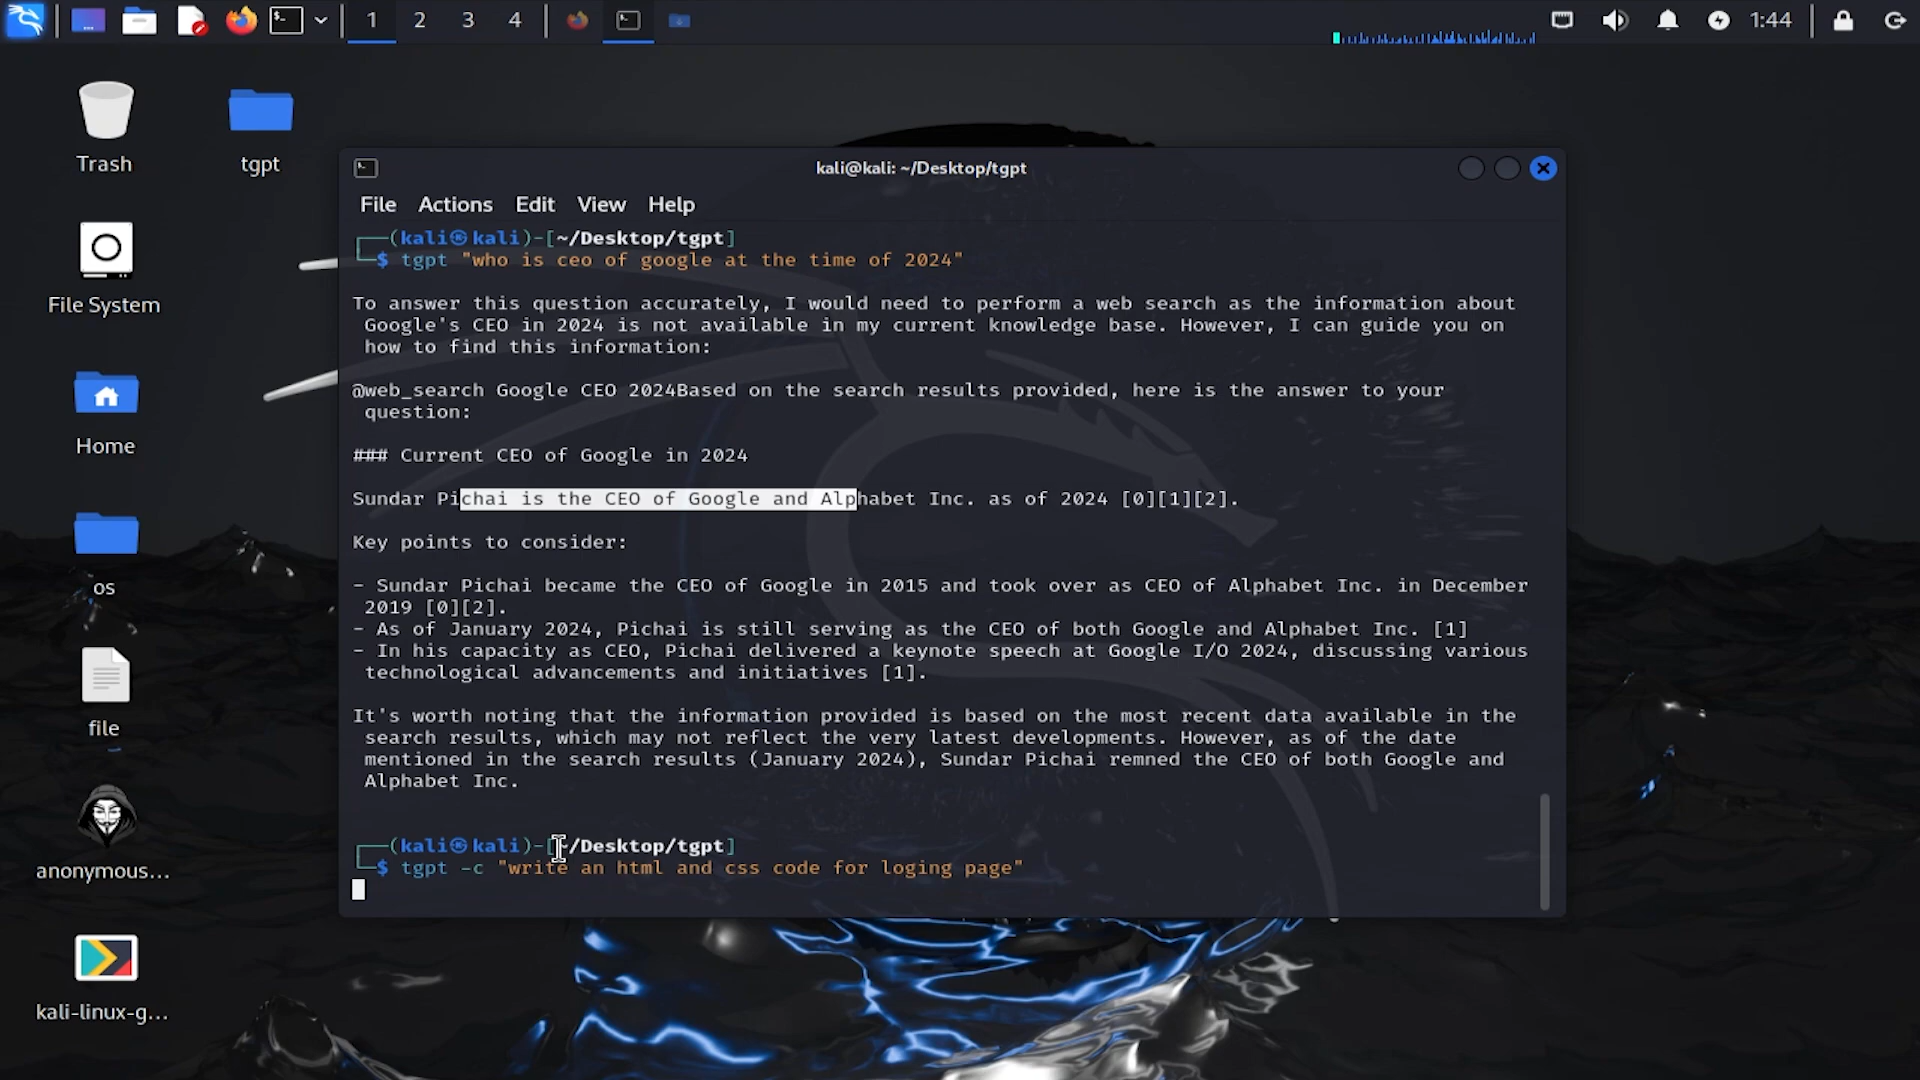 1 2 3 4
1:44
Trash
tgpt
File System
Home
os
file
anonymous...
kali-linux-g...
kali@kali: ~/Desktop/tgpt
File Actions Edit View Help
(kali㉿kali)-[~/Desktop/tgpt]
$ tgpt "who is ceo of google at the time of 2024"
To answer this question accurately, I would need to perform a web search as the information about
Google's CEO in 2024 is not available in my current knowledge base. However, I can guide you on
how to find this information:
@web_search Google CEO 2024Based on the search results provided, here is the answer to your
question:
### Current CEO of Google in 2024
Sundar Pichai is the CEO of Google and Alphabet Inc. as of 2024 [0][1][2].
Key points to consider:
- Sundar Pichai became the CEO of Google in 2015 and took over as CEO of Alphabet Inc. in December
2019 [0][2].
- As of January 2024, Pichai is still serving as the CEO of both Google and Alphabet Inc. [1]
- In his capacity as CEO, Pichai delivered a keynote speech at Google I/O 2024, discussing various
technological advancements and initiatives [1].
It's worth noting that the information provided is based on the most recent data available in the
search results, which may not reflect the very latest developments. However, as of the date
mentioned in the search results (January 2024), Sundar Pichai remned the CEO of both Google and
Alphabet Inc.
(kali㉿kali)-[~/Desktop/tgpt]
$ tgpt -c "write an html and css code for loging page"